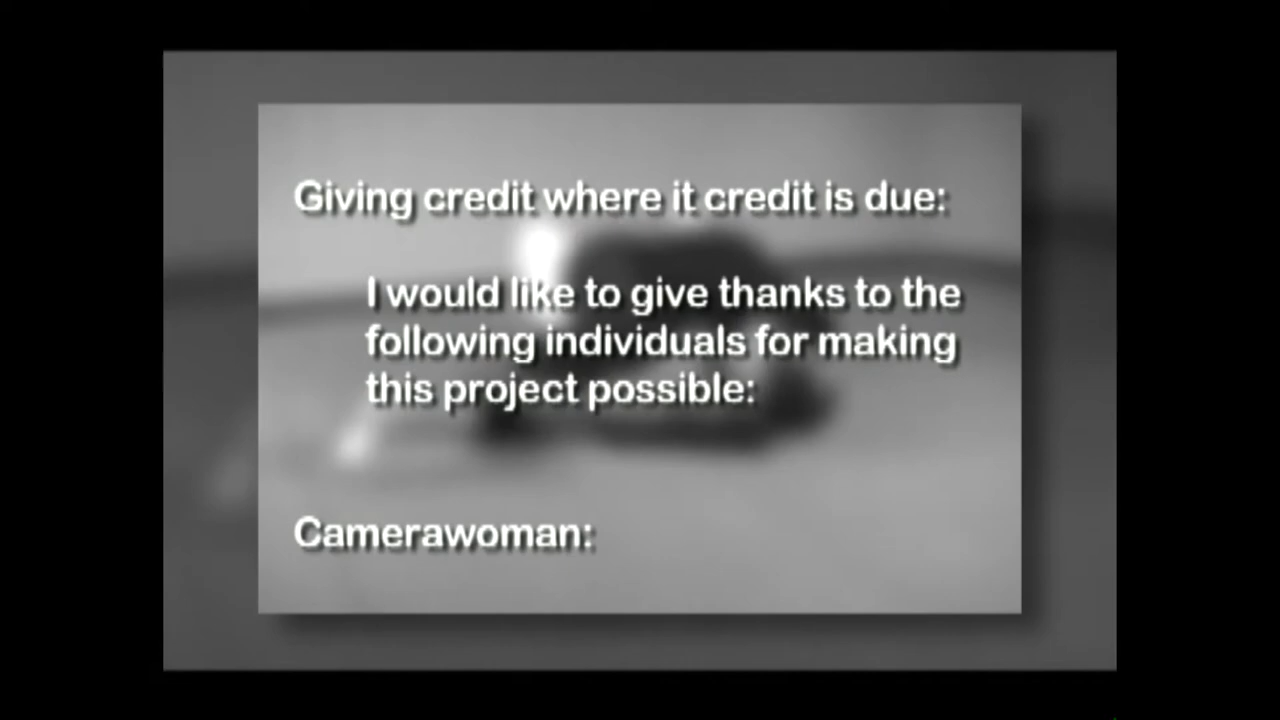 Giving credit where it credit is due:
I would like to give thanks to the
following individuals for making
this project possible:
Camerawoman: